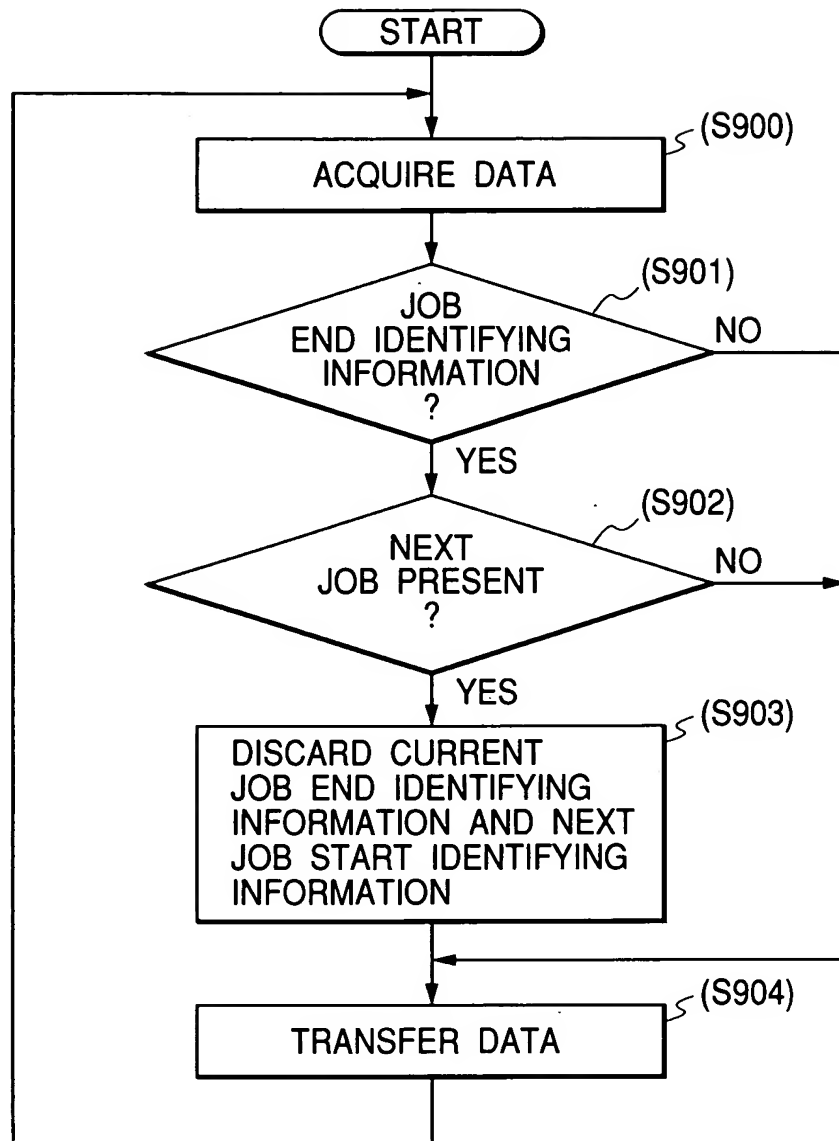 START
(S900)
ACQUIRE DATA
(S901)
JOB
END IDENTIFYING
INFORMATION
?
NO
YES
(S902)
NEXT
JOB PRESENT
?
NO
YES
(S903)
DISCARD CURRENT
JOB END IDENTIFYING
INFORMATION AND NEXT
JOB START IDENTIFYING
INFORMATION
(S904)
TRANSFER DATA